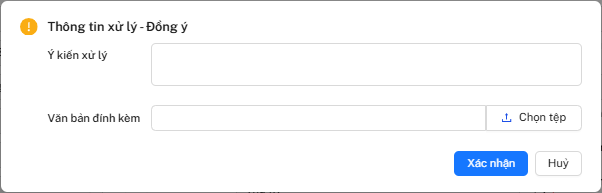 Thông tin xử lý - Đồng ý
Ý kiến xử lý
Văn bản đính kèm
Chọn tệp
Xác nhận
Huỷ